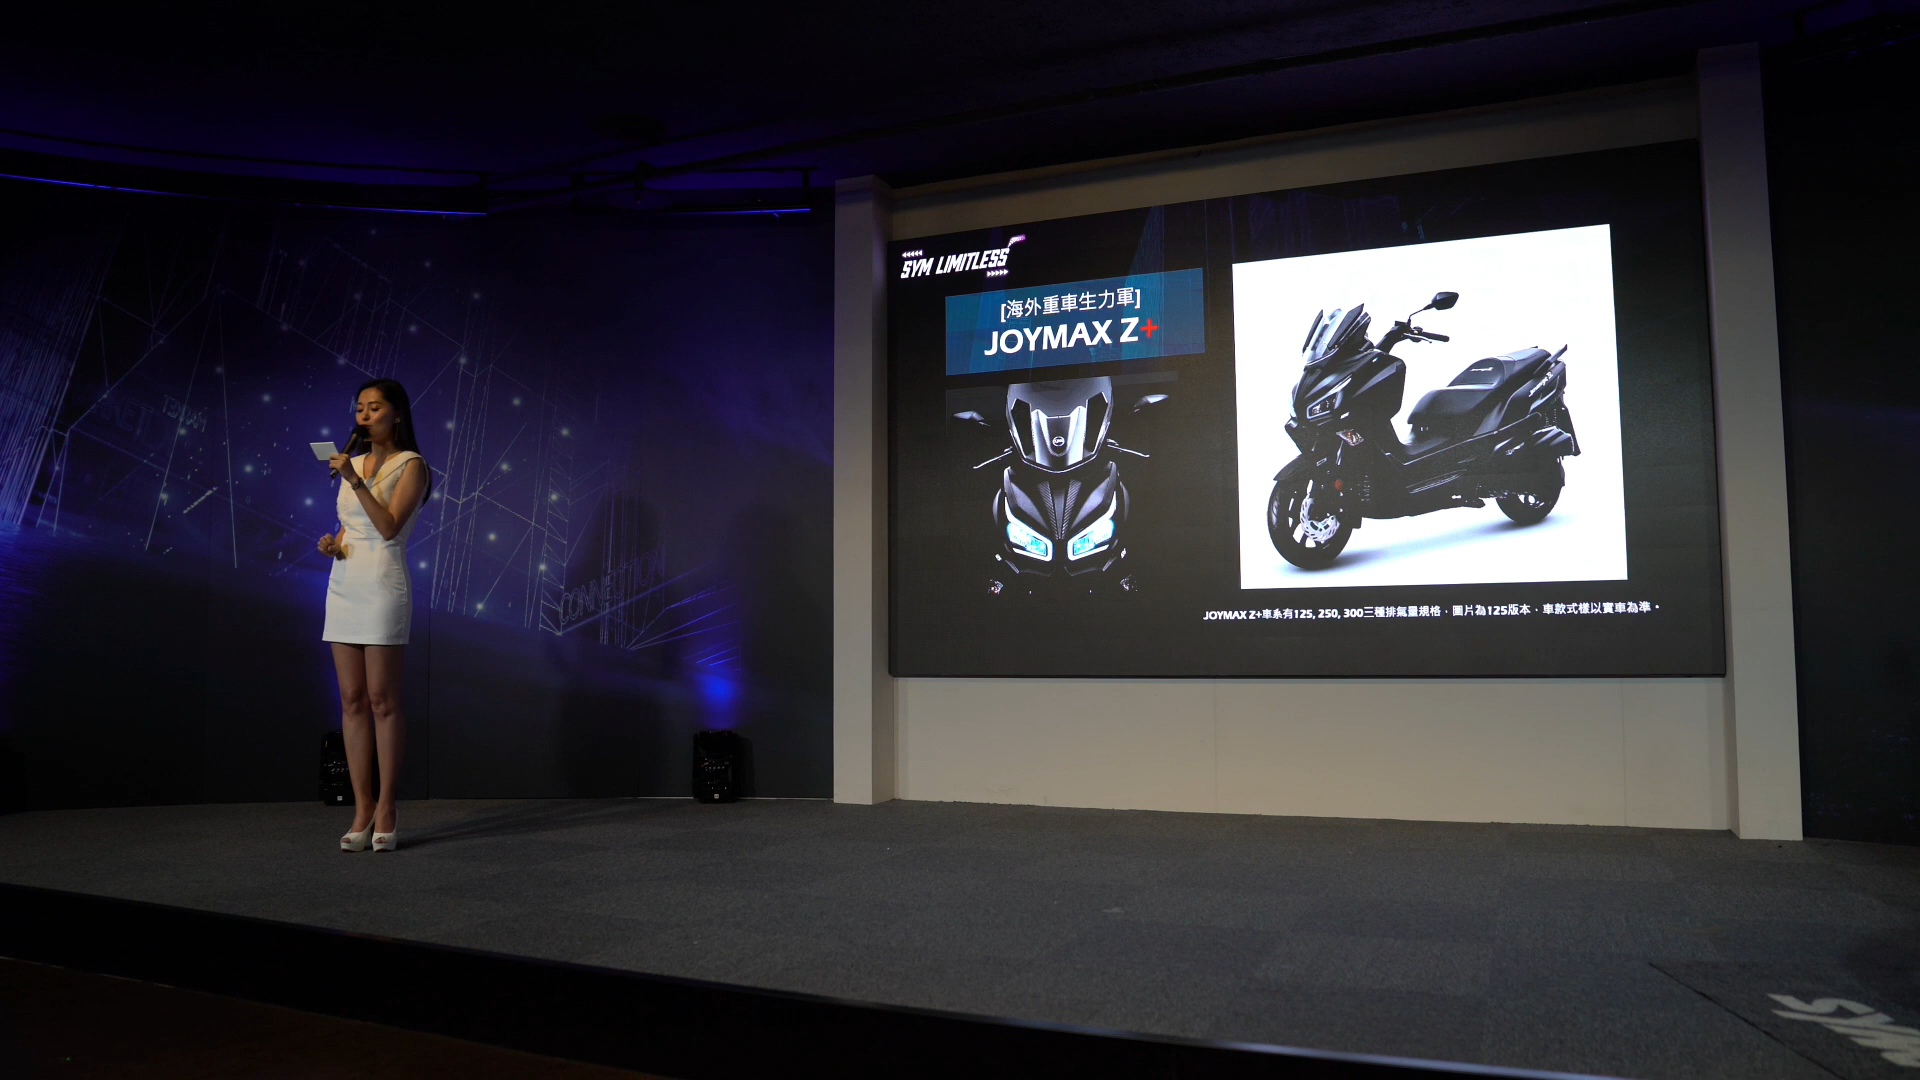 SYM LIMITLESS
[海外重車生力軍]
JOYMAX Z+
JOYMAX Z+車系有125, 250, 300三種排氣量規格，圖片為125版本，車款式樣以實車為準。
CONNECTION
SYM